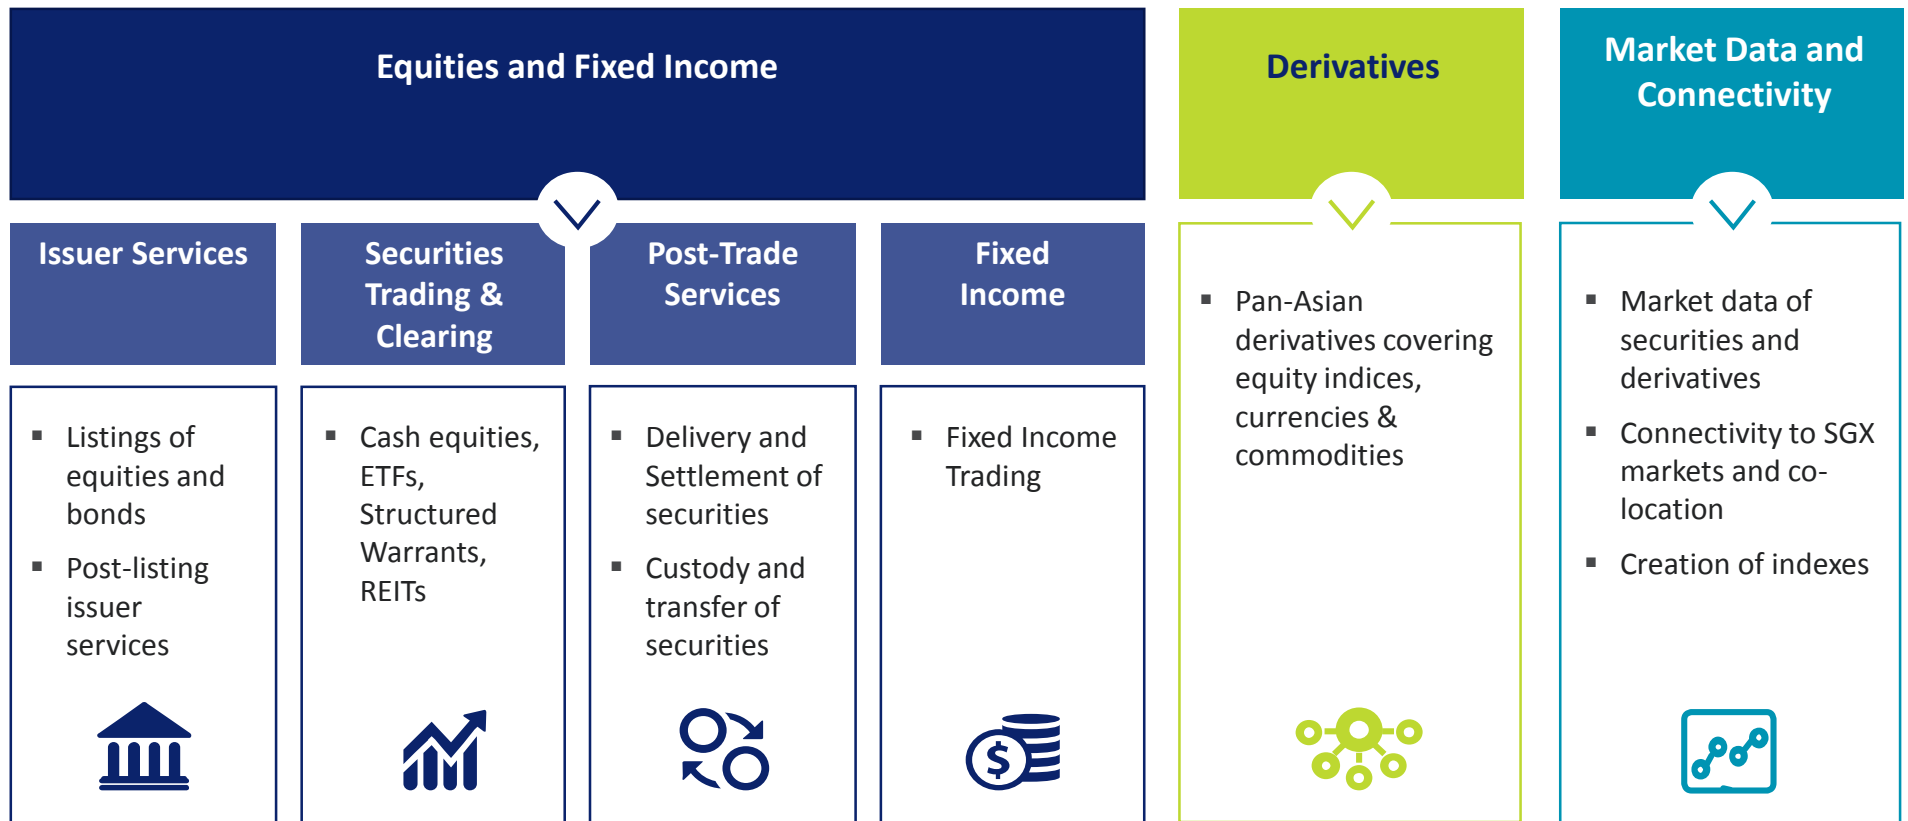 Equities and Fixed Income
Derivatives
Market Data and
Connectivity
Issuer Services
Securities
Trading &
Clearing
Post-Trade
Services
Fixed
Income
▪ Listings of
equities and
bonds
▪ Post-listing
issuer
services
▪ Cash equities,
ETFs,
Structured
Warrants,
REITs
▪ Delivery and
Settlement of
securities
▪ Custody and
transfer of
securities
▪ Fixed Income
Trading
▪ Pan-Asian
derivatives covering
equity indices,
currencies &
commodities
▪ Market data of
securities and
derivatives
▪ Connectivity to SGX
markets and co-
location
▪ Creation of indexes
$